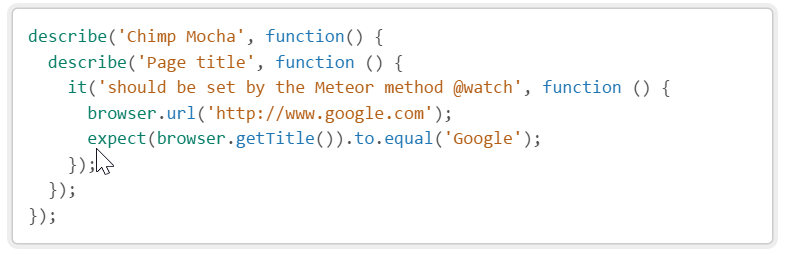 describe('Chimp Mocha', function() {
  describe('Page title', function () {
    it('should be set by the Meteor method @watch', function () {
      browser.url('http://www.google.com');
      expect(browser.getTitle()).to.equal('Google');
    });
  });
});